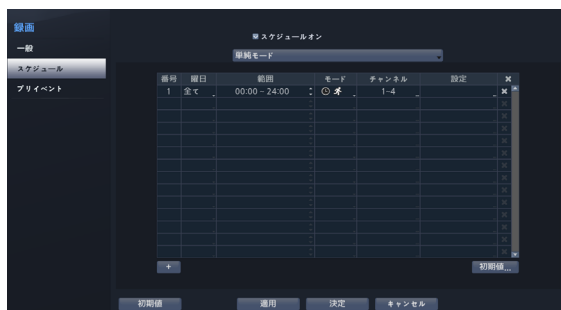 録画
スケジュールオン
一般
単純モード
スケジュール
プリイベント
番号 曜日 範囲 モード チャンネル 設定
1 全て 00:00 ~ 24:00 1-4
+ 初期値...
初期値 適用 決定 キャンセル